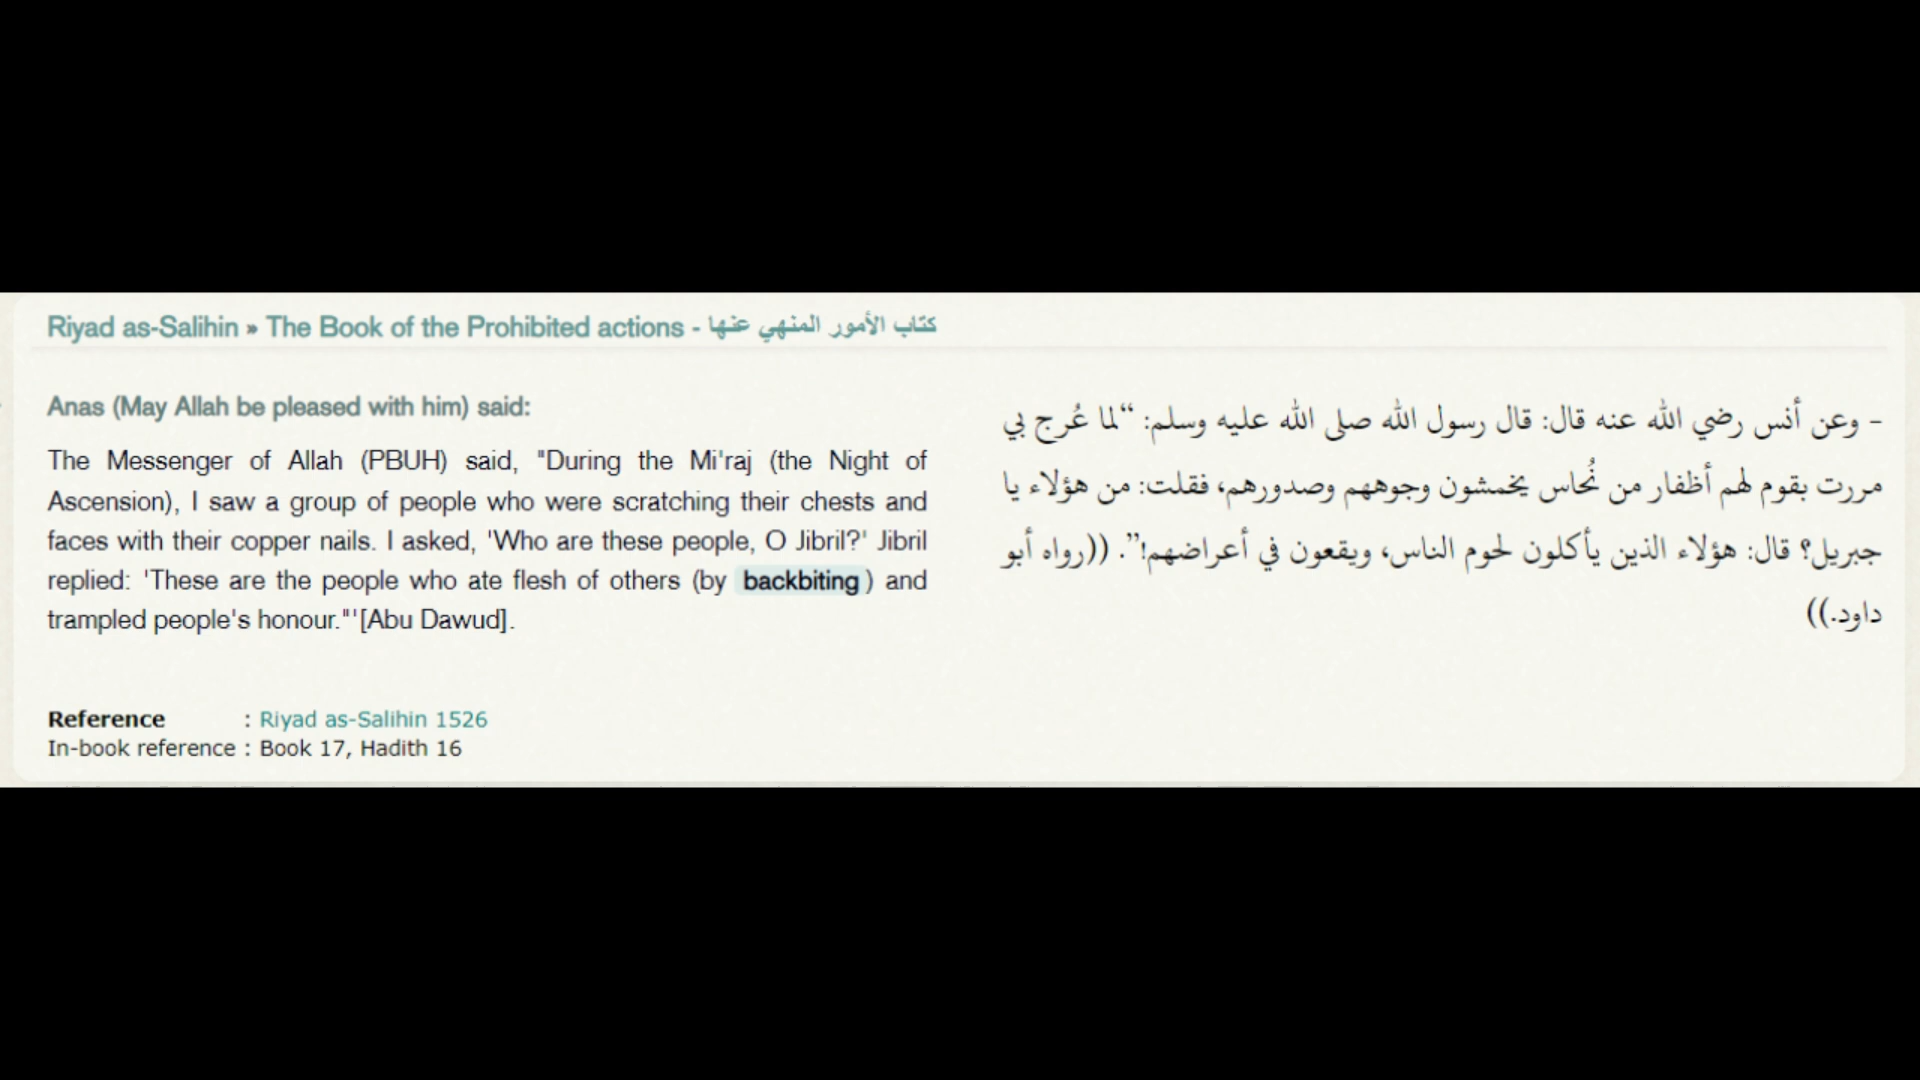 Riyad as-Salihin » The Book of the Prohibited actions - كتاب الأمور المنهي عنها
Anas (May Allah be pleased with him) said:
The Messenger of Allah (PBUH) said, "During the Mi'raj (the Night of
Ascension), I saw a group of people who were scratching their chests and
faces with their copper nails. I asked, 'Who are these people, O Jibril?' Jibril
replied: 'These are the people who ate flesh of others (by backbiting ) and
trampled people's honour."'[Abu Dawud].
- وعن أنس رضي الله عنه قال: قال رسول الله صلى الله عليه وسلم: “لما عُرج بي
مررت بقوم لهم أظفار من نُحاس يخمشون وجوههم وصدورهم، فقلت: من هؤلاء يا
جبريل؟ قال: هؤلاء الذين يأكلون لحوم الناس، ويقعون في أعراضهم!”. ((رواه أبو
داود.))
Reference : Riyad as-Salihin 1526
In-book reference : Book 17, Hadith 16